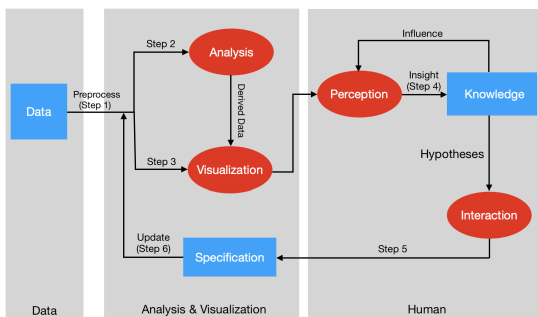 Influence
Step 2
Analysis
Insight
(Step 4)
Preprocess
(Step 1)
Data
Derived Data
Perception
Knowledge
Step 3
Visualization
Hypotheses
Interaction
Update
(Step 6)
Specification
Step 5
Data
Analysis & Visualization
Human